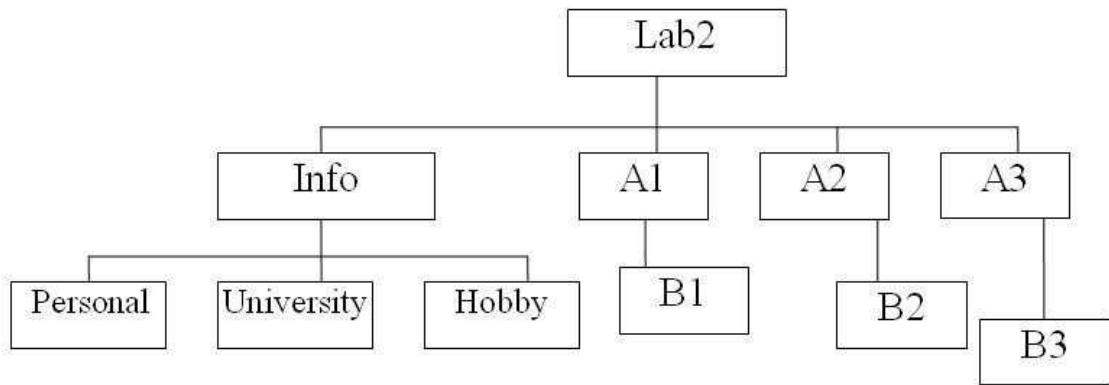 Lab2
Info
A1
A2
A3
Personal
University
Hobby
B1
B2
B3